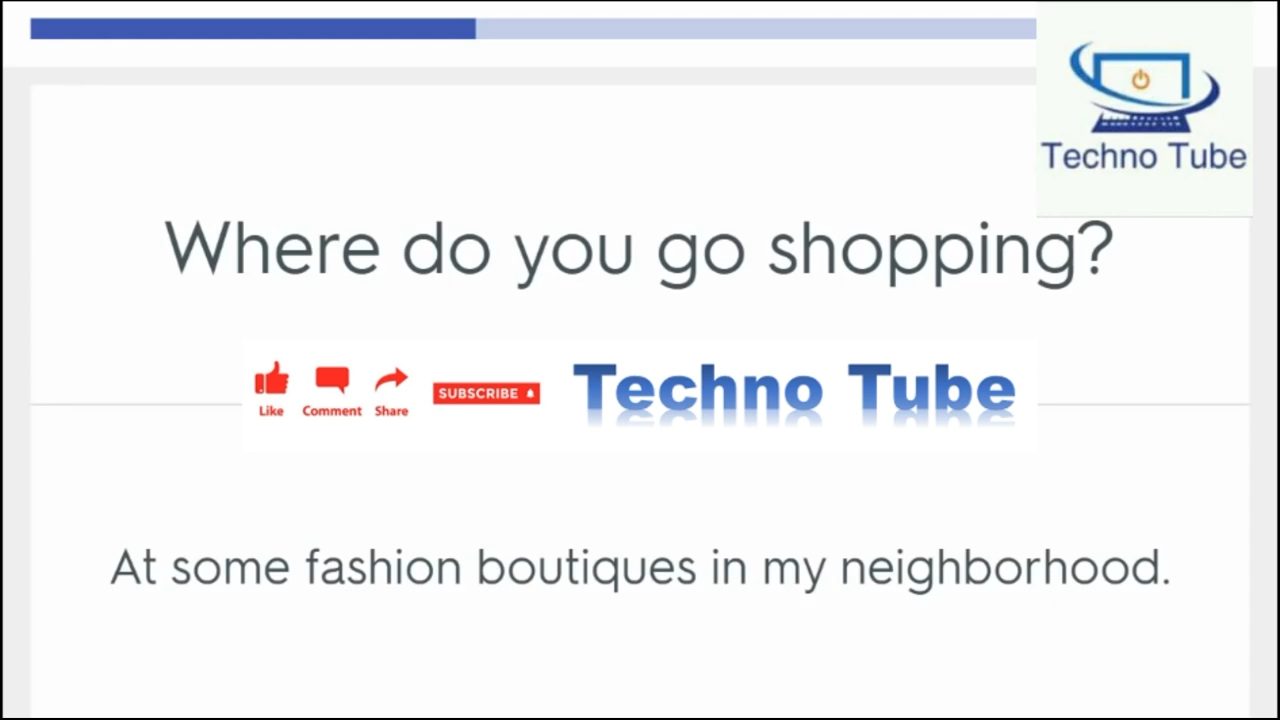 Techno Tube
Where do you go shopping?
Like Comment Share SUBSCRIBE Techno Tube
At some fashion boutiques in my neighborhood.